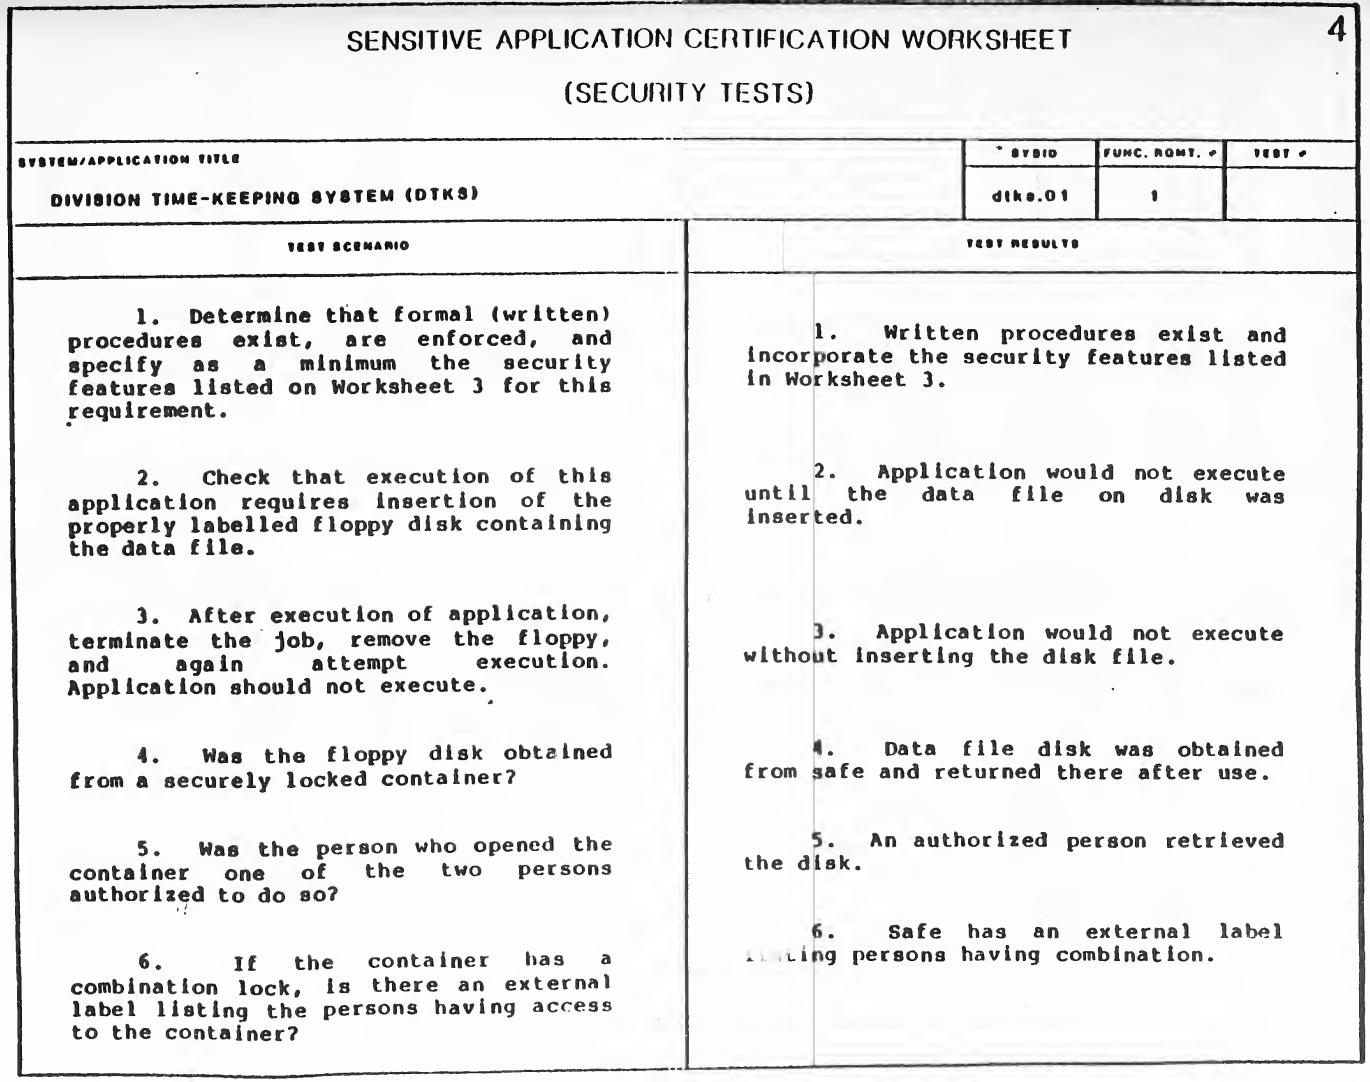 4
SENSITIVE APPLICATION CERTIFICATION WORKSHEET
(SECURITY TESTS)
SYSTEM/APPLICATION TITLE
DIVISION TIME-KEEPING SYSTEM (DTKS)
SYSID
dtks.01
FUNC. RQMT. #
1
TEST #
TEST SCENARIO
1. Determine that formal (written)
procedures exist, are enforced, and
specify as a minimum the security
features listed on Worksheet 3 for this
requirement.
2. Check that execution of this
application requires insertion of the
properly labelled floppy disk containing
the data file.
3. After execution of application,
terminate the job, remove the floppy,
and again attempt execution.
Application should not execute.
4. Was the floppy disk obtained
from a securely locked container?
5. Was the person who opened the
container one of the two persons
authorized to do so?
6. If the container has a
combination lock, is there an external
label listing the persons having access
to the container?
TEST RESULTS
1. Written procedures exist and
incorporate the security features listed
in Worksheet 3.
2. Application would not execute
until the data file on disk was
inserted.
3. Application would not execute
without inserting the disk file.
4. Data file disk was obtained
from safe and returned there after use.
5. An authorized person retrieved
the disk.
6. Safe has an external label
listing persons having combination.